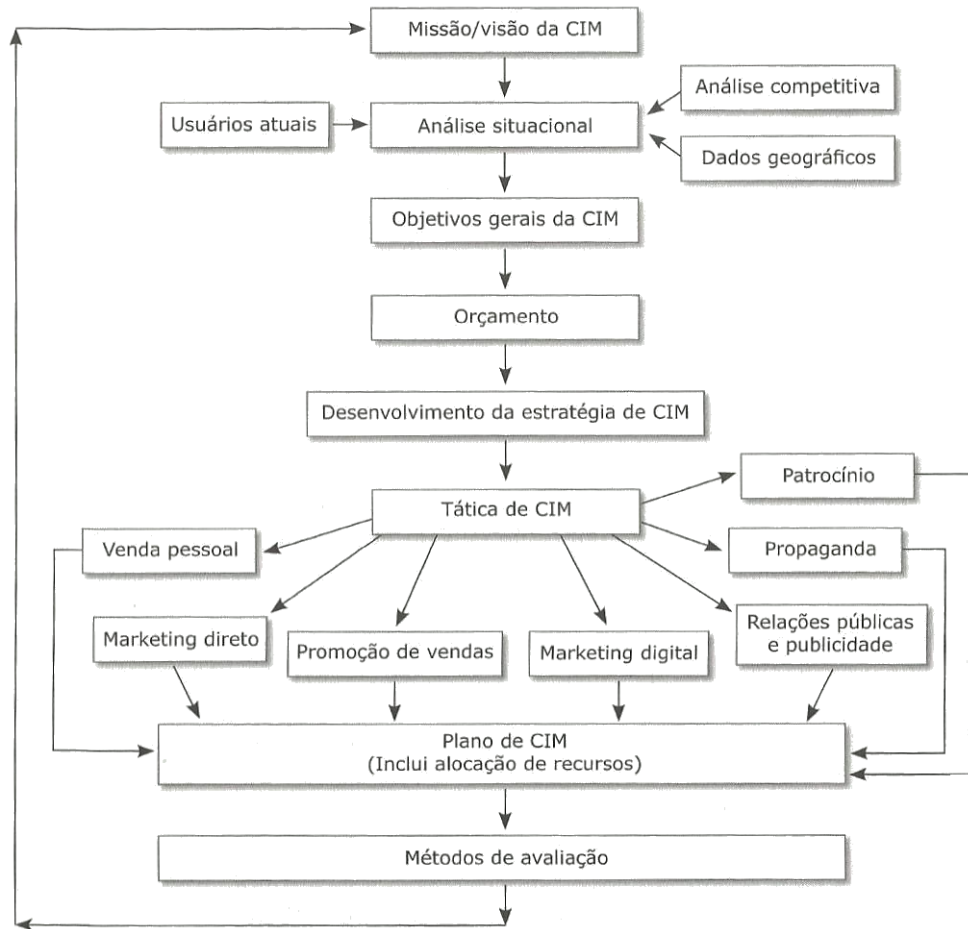 Missão/visão da CIM
Análise competitiva
Usuários atuais
Análise situacional
Dados geográficos
Objetivos gerais da CIM
Orçamento
Desenvolvimento da estratégia de CIM
Patrocínio
Tática de CIM
Venda pessoal
Propaganda
Marketing direto
Promoção de vendas
Marketing digital
Relações públicas
e publicidade
Plano de CIM
(Inclui alocação de recursos)
Métodos de avaliação